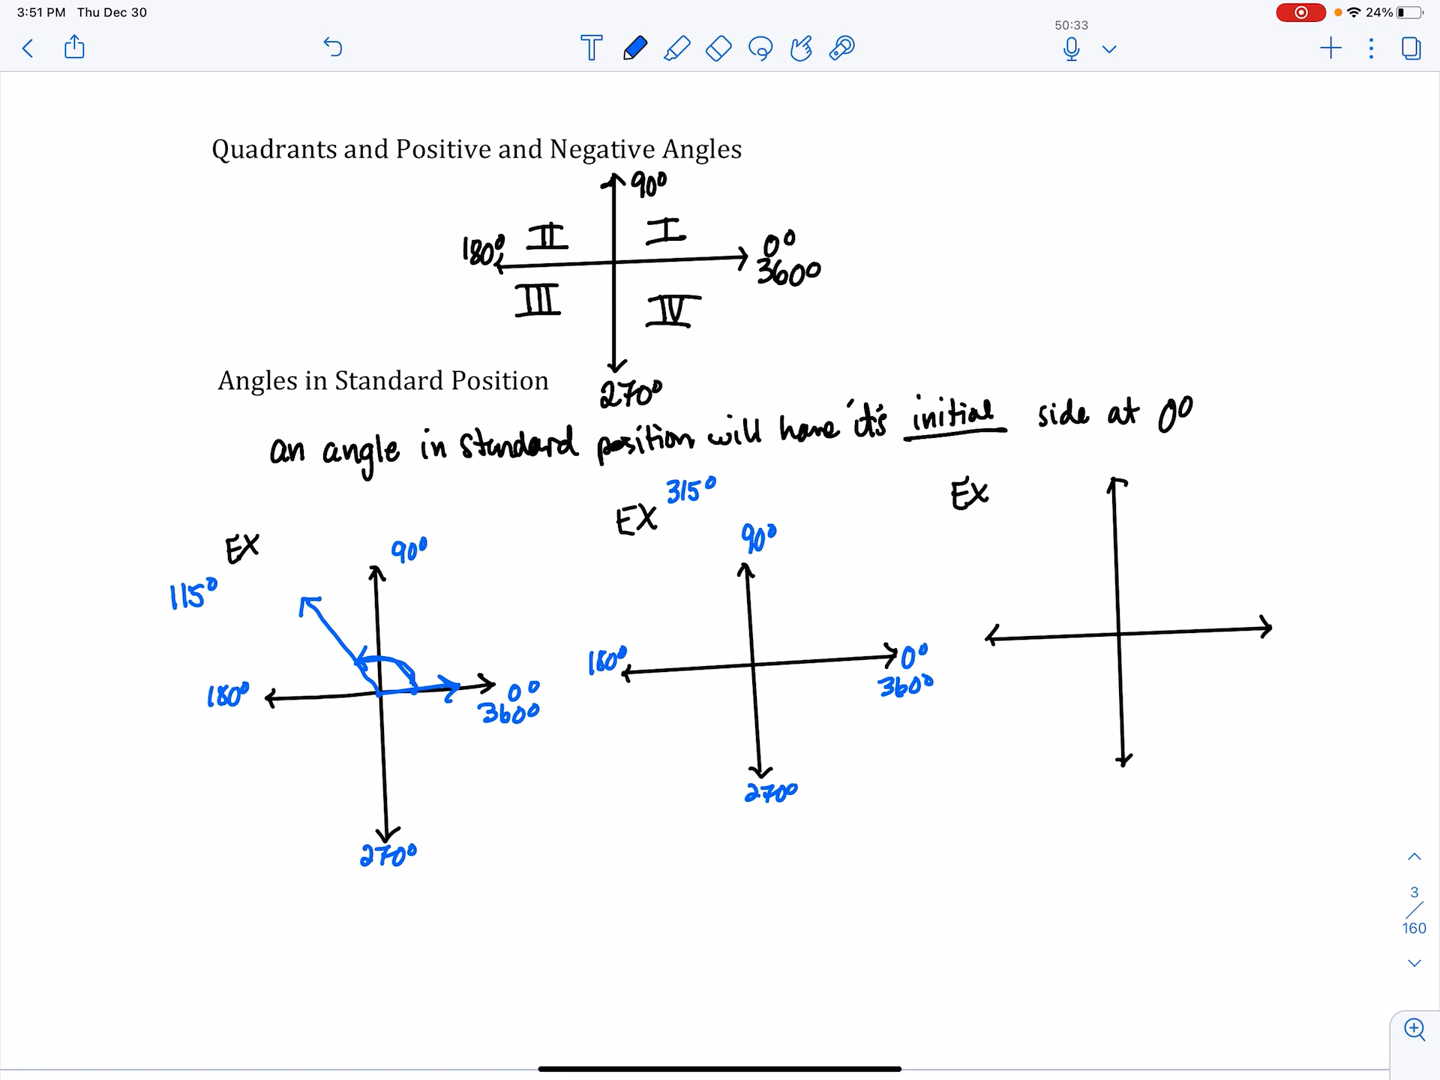 3:51 PM Thu Dec 30
24%
50:33
Quadrants and Positive and Negative Angles
90°
II I
180° 0°
360°
III IV
270°
Angles in Standard Position
an angle in standard position will have it's initial side at 0°
EX
115°
90°
180°
0°
360°
270°
EX 315°
90°
180°
0°
360°
270°
EX
3
160